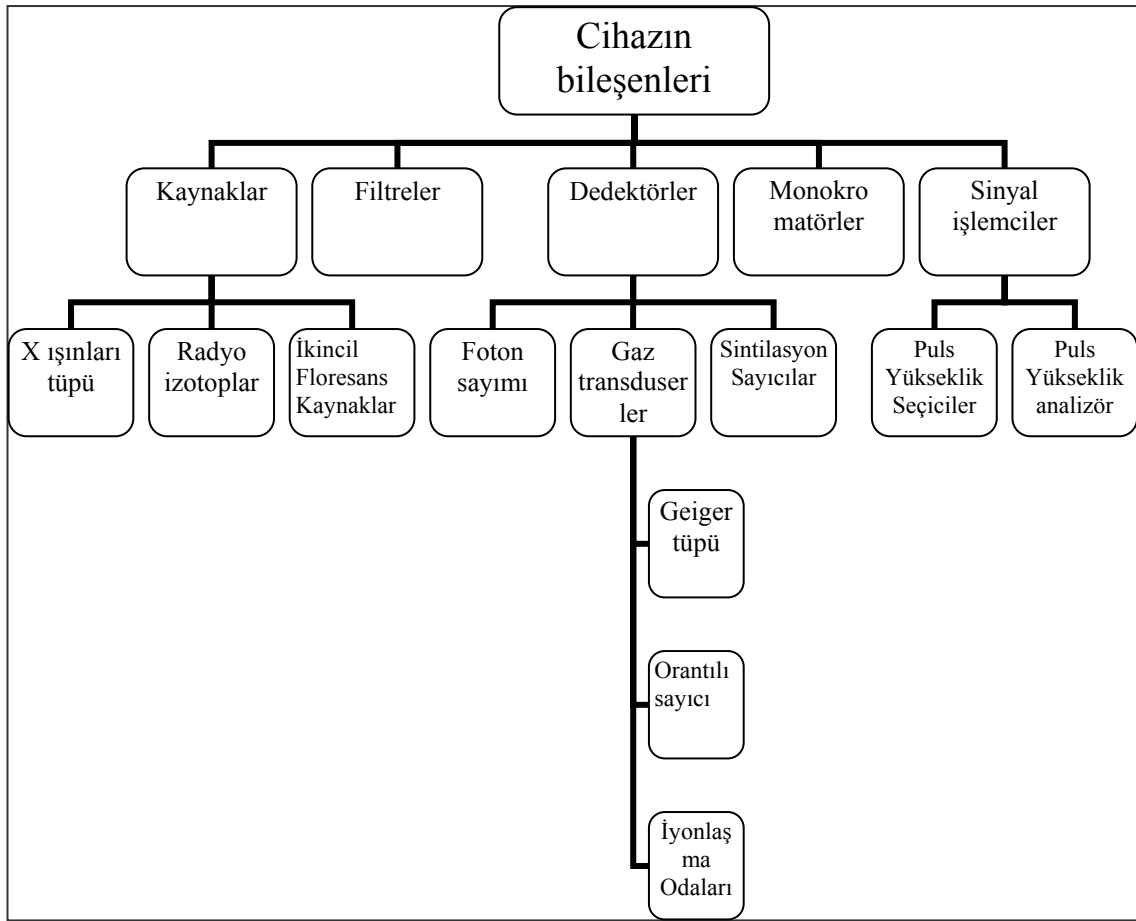 Cihazın
bileşenleri
Kaynaklar
Filtreler
Dedektörler
Monokro
matörler
Sinyal
işlemciler
X ışınları
tüpü
Radyo
izotoplar
İkincil
Floresans
Kaynaklar
Foton
sayımı
Gaz
transduser
ler
Sintilasyon
Sayıcılar
Puls
Yükseklik
Seçiciler
Puls
Yükseklik
analizör
Geiger
tüpü
Orantılı
sayıcı
İyonlaş
ma
Odaları